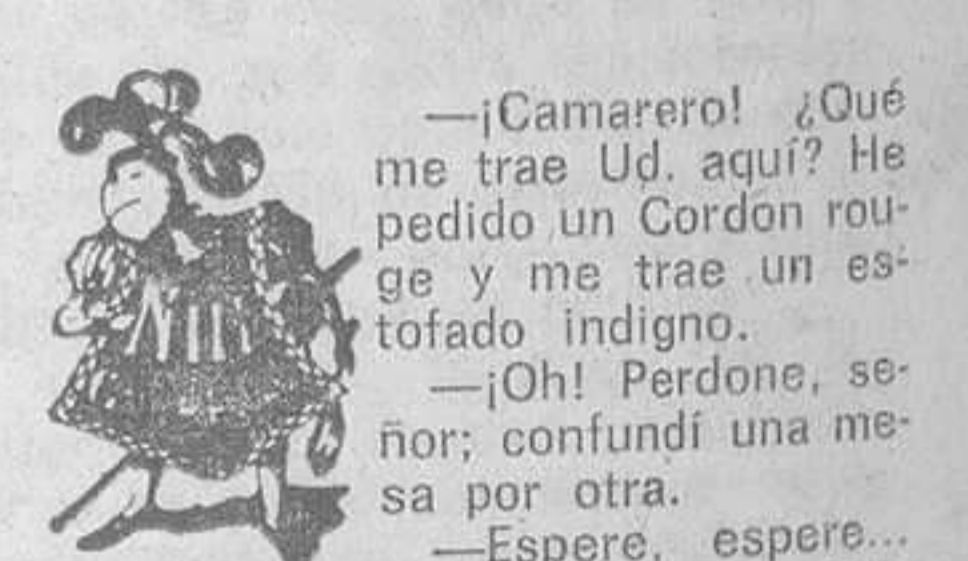 —¡Camarero! ¿Qué
me trae Ud. aquí? He
pedido un Cordon rou-
ge y me trae un es-
tofado indigno.
—¡Oh! Perdone, se-
ñor; confundí una me-
sa por otra.
—Espere, espere...